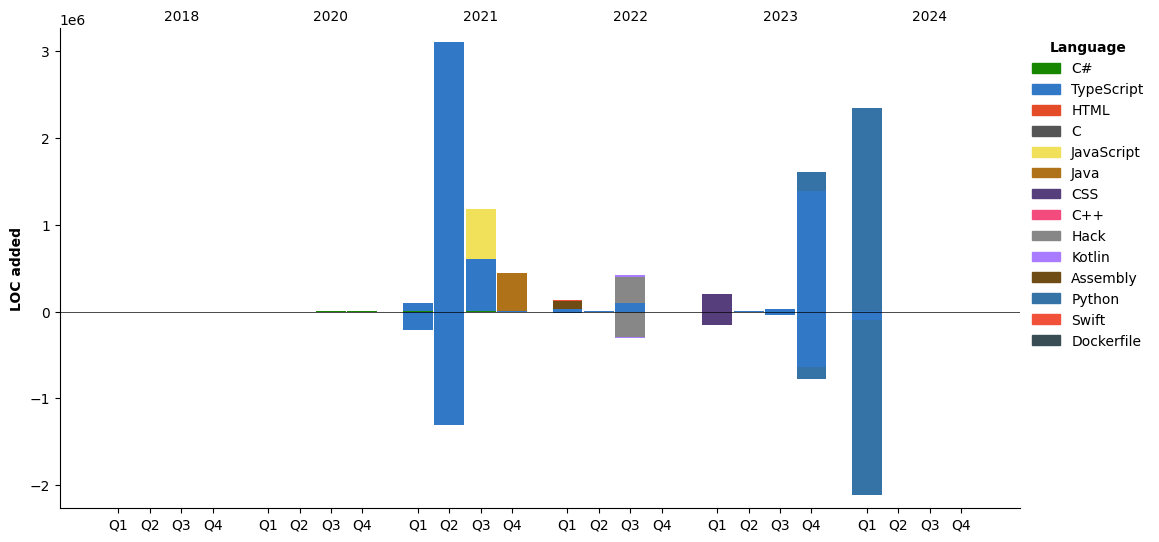 1e6
2018 2020 2021 2022 2023 2024
3
2
1
0
−1
−2
LOC added
Q1 Q2 Q3 Q4 Q1 Q2 Q3 Q4 Q1 Q2 Q3 Q4 Q1 Q2 Q3 Q4 Q1 Q2 Q3 Q4 Q1 Q2 Q3 Q4
Language
C#
TypeScript
HTML
C
JavaScript
Java
CSS
C++
Hack
Kotlin
Assembly
Python
Swift
Dockerfile